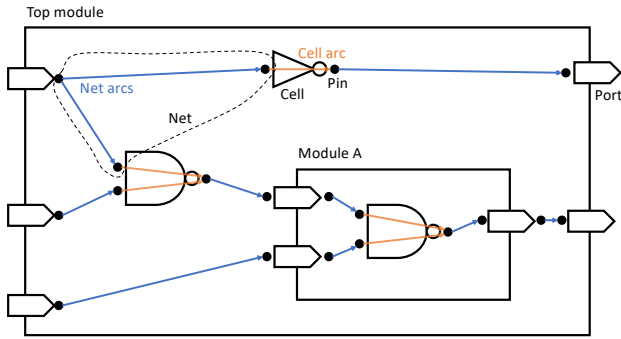 Top module
Cell arc
Net arcs
Pin
Cell
Port
Net
Module A